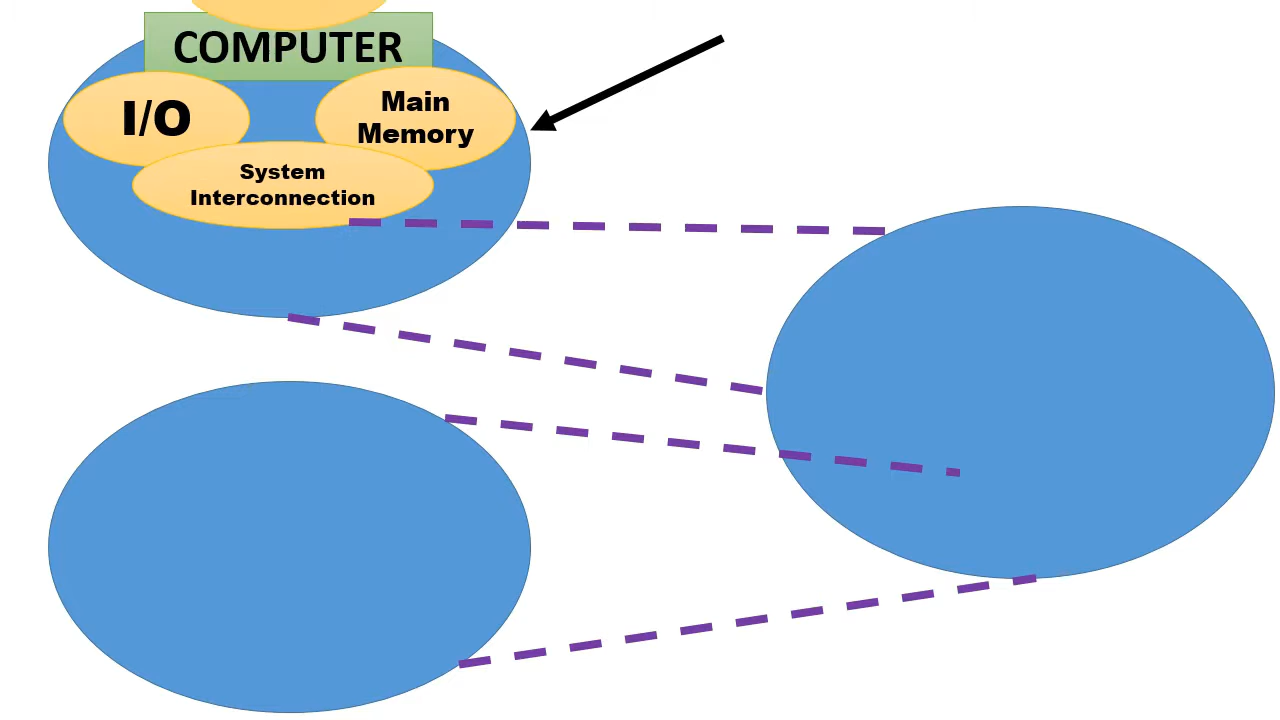 COMPUTER
I/O
Main
Memory
System
Interconnection